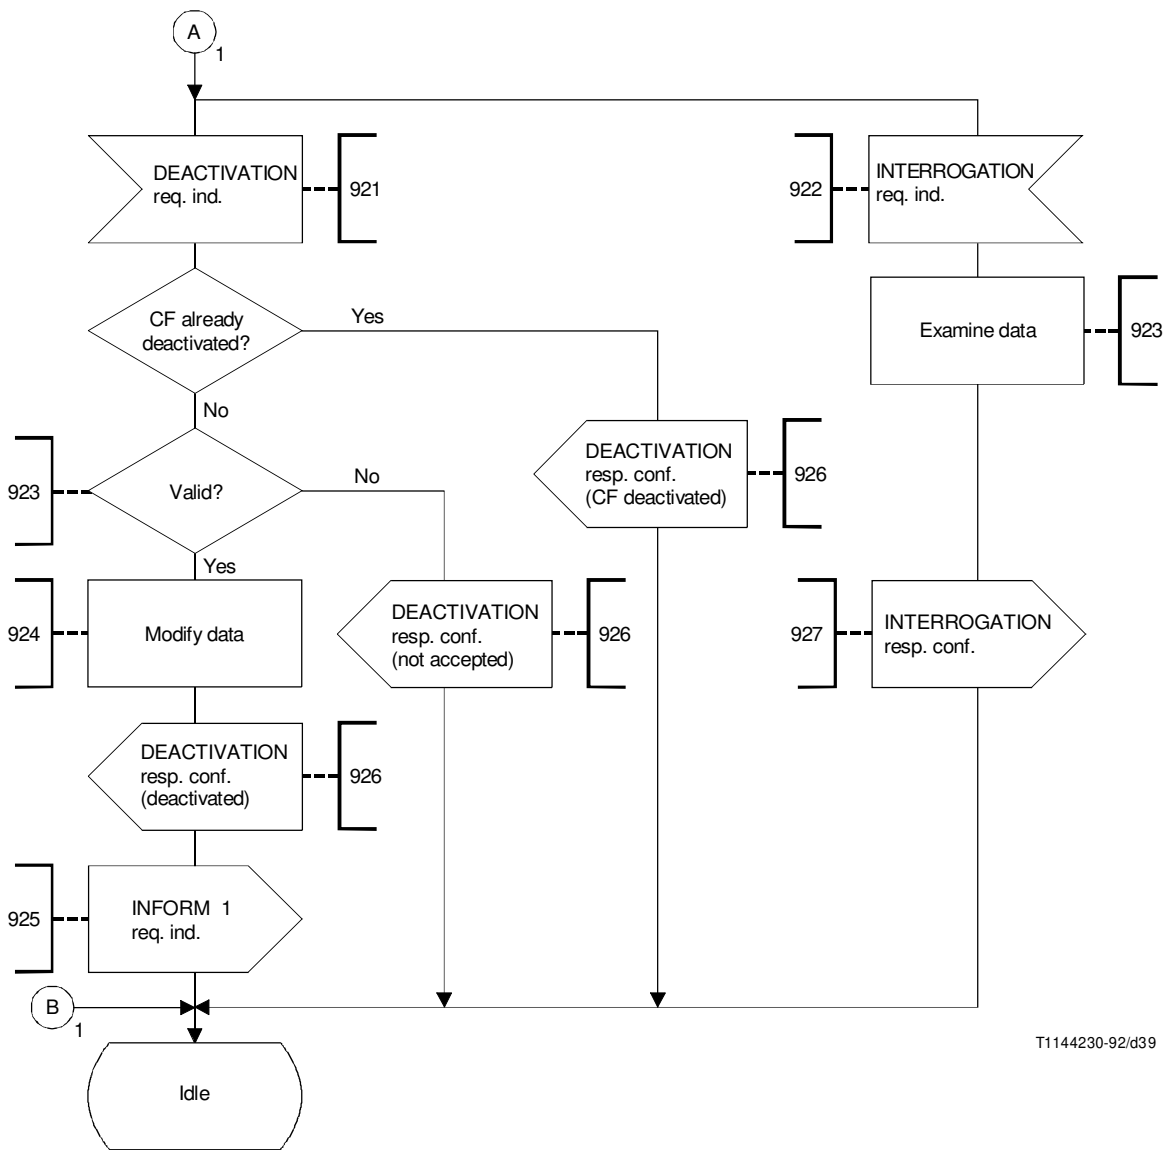 A
1
DEACTIVATION
req. ind.
921
922
INTERROGATION
req. ind.
CF already
deactivated?
Yes
Examine data
923
No
DEACTIVATION
resp. conf.
(CF deactivated)
926
923
Valid?
No
Yes
924
Modify data
DEACTIVATION
resp. conf.
(not accepted)
926
927
INTERROGATION
resp. conf.
DEACTIVATION
resp. conf.
(deactivated)
926
925
INFORM 1
req. ind.
B
1
T1144230-92/d39
Idle